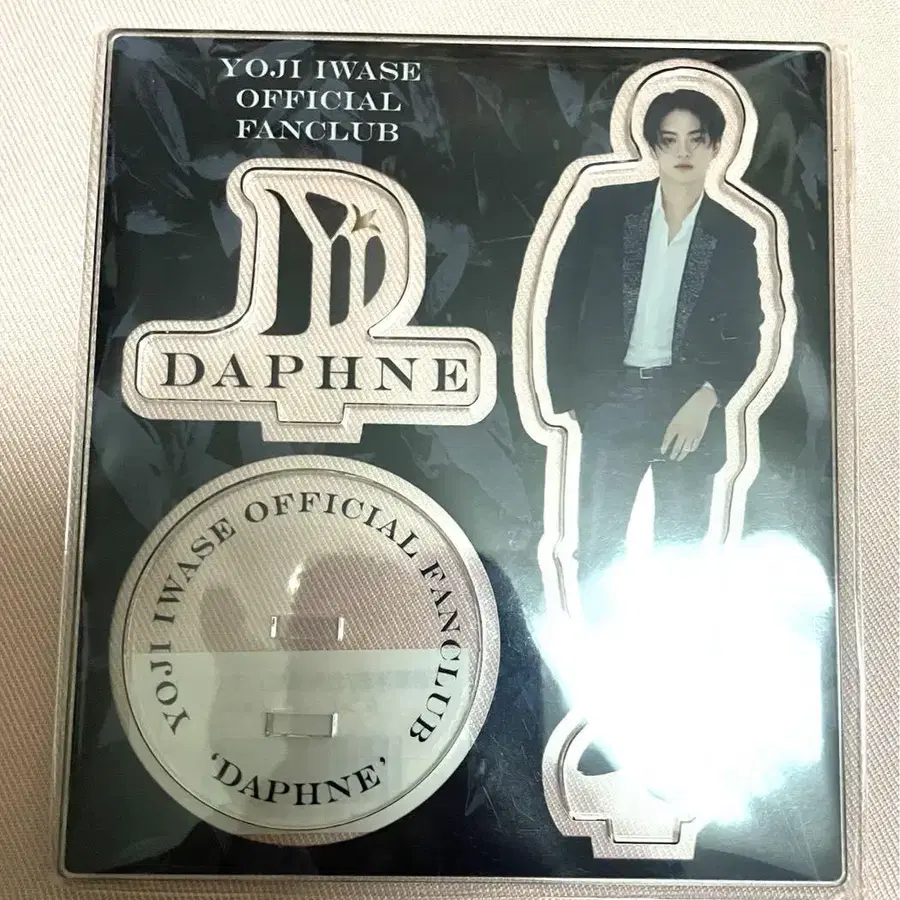 YOJI IWASE
OFFICIAL
FANCLUB
DAPHNE
YOJI IWASE OFFICIAL FANCLUB
'DAPHNE'